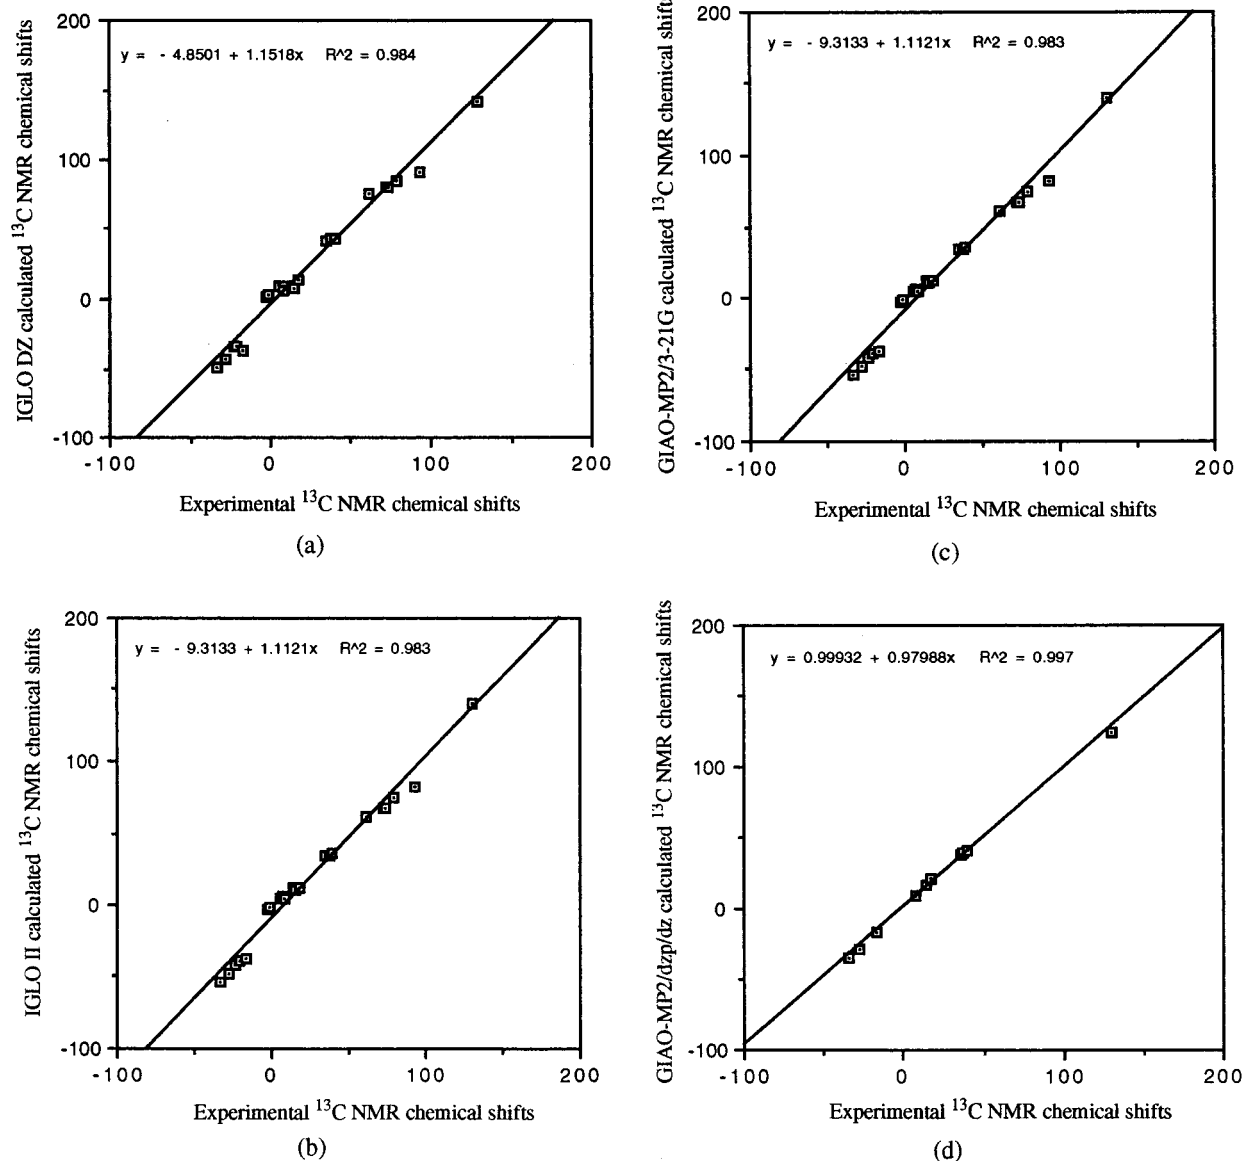 200
100
0
-100
-100
0
100
200
y = - 4.8501 + 1.1518x R^2 = 0.984
IGLO DZ calculated 13C NMR chemical shifts
Experimental 13C NMR chemical shifts
(a)
200
100
0
-100
-100
0
100
200
y = - 9.3133 + 1.1121x R^2 = 0.983
GIAO-MP2/3-21G calculated 13C NMR chemical shifts
Experimental 13C NMR chemical shifts
(c)
200
100
0
-100
-100
0
100
200
y = - 9.3133 + 1.1121x R^2 = 0.983
IGLO II calculated 13C NMR chemical shifts
Experimental 13C NMR chemical shifts
(b)
200
100
0
-100
-100
0
100
200
y = 0.99932 + 0.97988x R^2 = 0.997
GIAO-MP2/dzp/dz calculated 13C NMR chemical shifts
Experimental 13C NMR chemical shifts
(d)